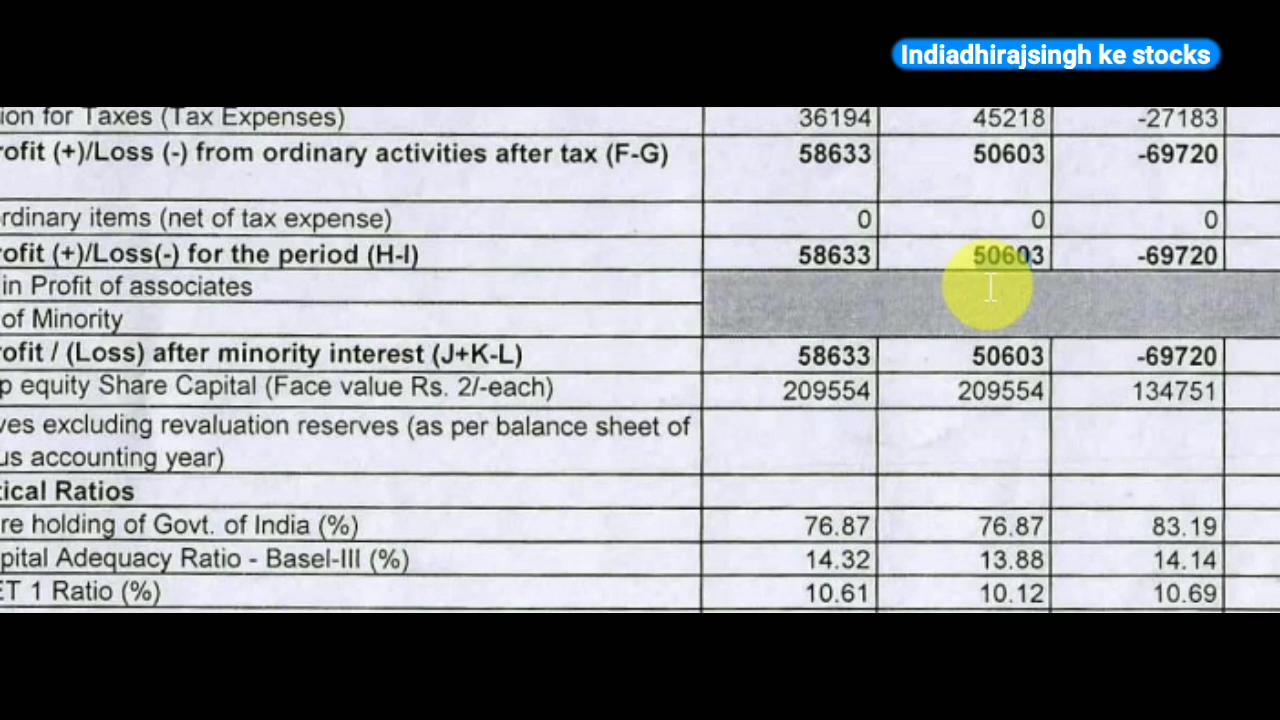 Indiadhirajsingh ke stocks
ion for Taxes (Tax Expenses) 36194 45218 -27183
rofit (+)/Loss (-) from ordinary activities after tax (F-G) 58633 50603 -69720
rdinary items (net of tax expense) 0 0 0
rofit (+)/Loss(-) for the period (H-I) 58633 50603 -69720
in Profit of associates
of Minority
rofit / (Loss) after minority interest (J+K-L) 58633 50603 -69720
p equity Share Capital (Face value Rs. 2/-each) 209554 209554 134751
ves excluding revaluation reserves (as per balance sheet of
us accounting year)
tical Ratios
re holding of Govt. of India (%) 76.87 76.87 83.19
pital Adequacy Ratio - Basel-III (%) 14.32 13.88 14.14
ET 1 Ratio (%) 10.61 10.12 10.69